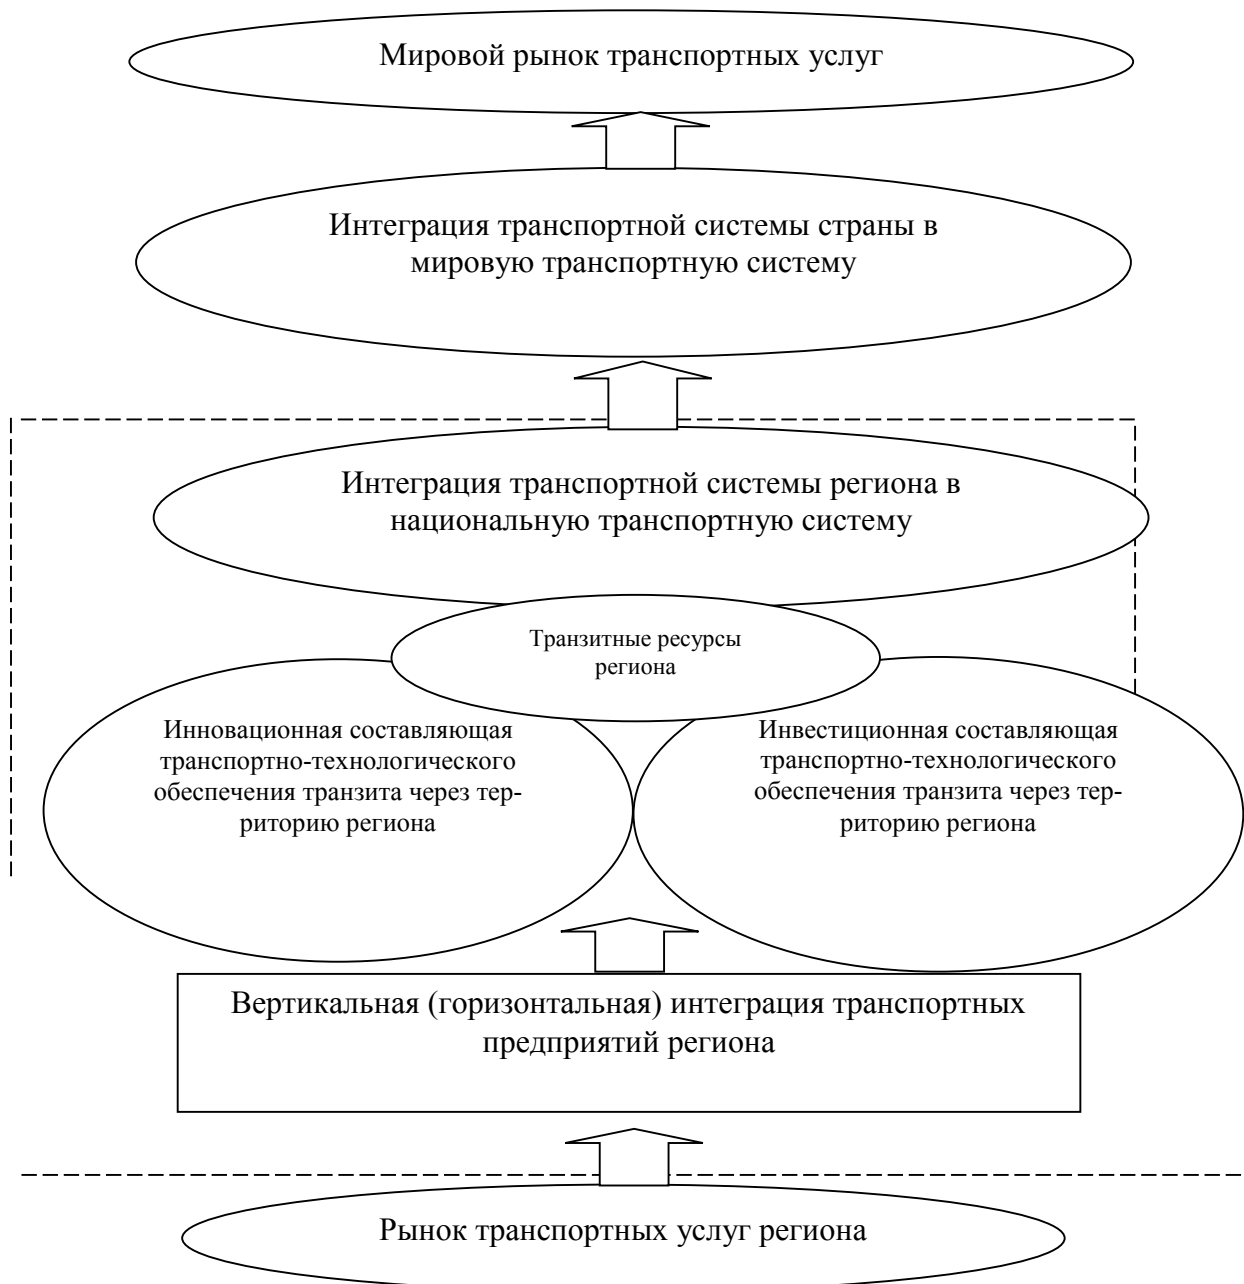 Мировой рынок транспортных услуг
Интеграция транспортной системы страны в
мировую транспортную систему
Интеграция транспортной системы региона в
национальную транспортную систему
Транзитные ресурсы
региона
Инновационная составляющая
транспортно-технологического
обеспечения транзита через тер-
риторию региона
Инвестиционная составляющая
транспортно-технологического
обеспечения транзита через тер-
риторию региона
Вертикальная (горизонтальная) интеграция транспортных
предприятий региона
Рынок транспортных услуг региона